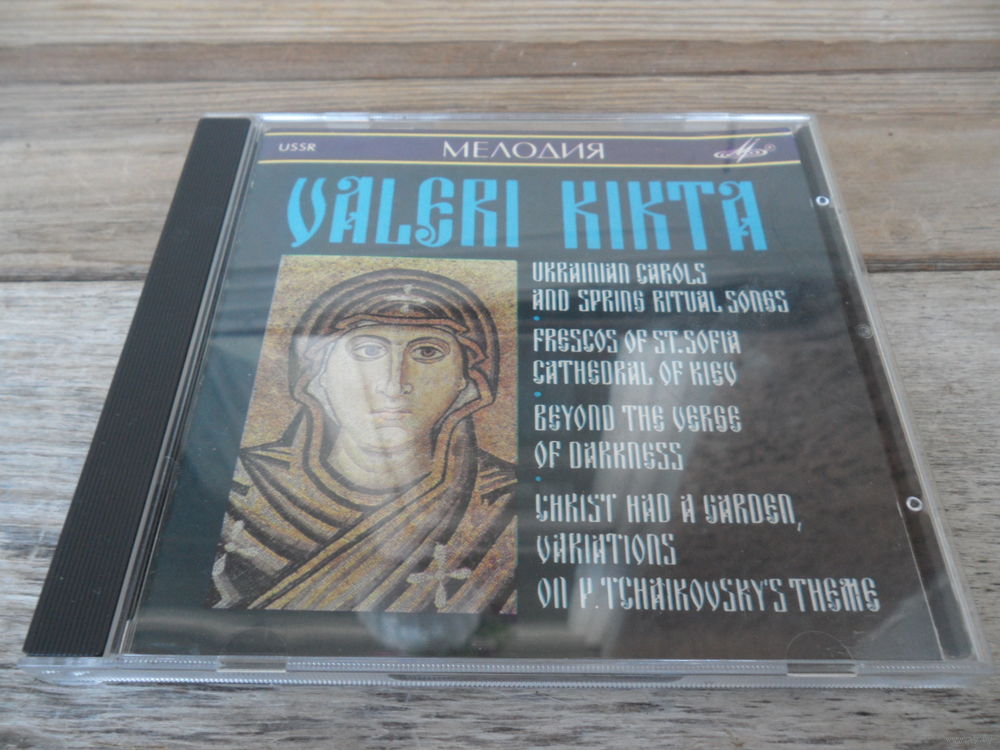 USSR МЕЛОДИЯ
VALERI KIKTA
UKRAINIAN CAROLS
AND SPRING RITUAL SONGS
FRESCOS OF ST.SOFIA
CATHEDRAL OF KIEV
BEYOND THE VERGE
OF DARKNESS
CHRIST HAD A GARDEN,
VARIATIONS
ON P.TCHAIKOVSKY'S THEME